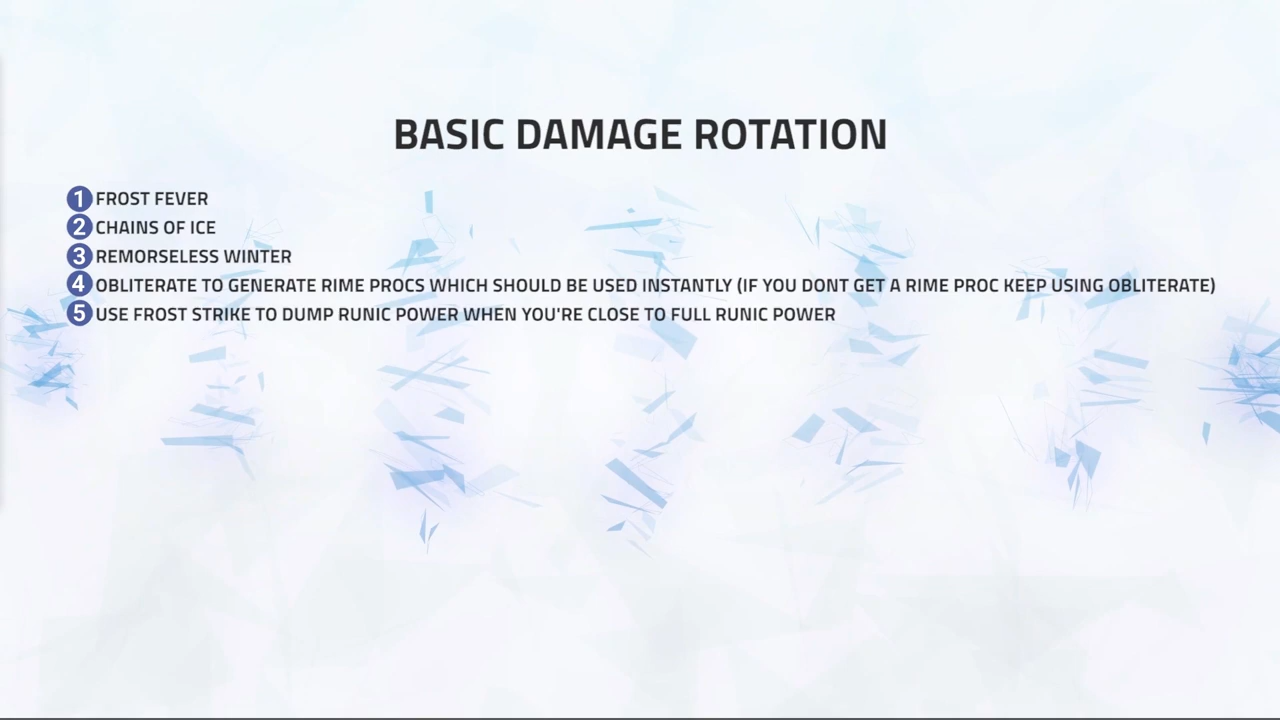 BASIC DAMAGE ROTATION
1 FROST FEVER
2 CHAINS OF ICE
3 REMORSELESS WINTER
4 OBLITERATE TO GENERATE RIME PROCS WHICH SHOULD BE USED INSTANTLY (IF YOU DONT GET A RIME PROC KEEP USING OBLITERATE)
5 USE FROST STRIKE TO DUMP RUNIC POWER WHEN YOU'RE CLOSE TO FULL RUNIC POWER